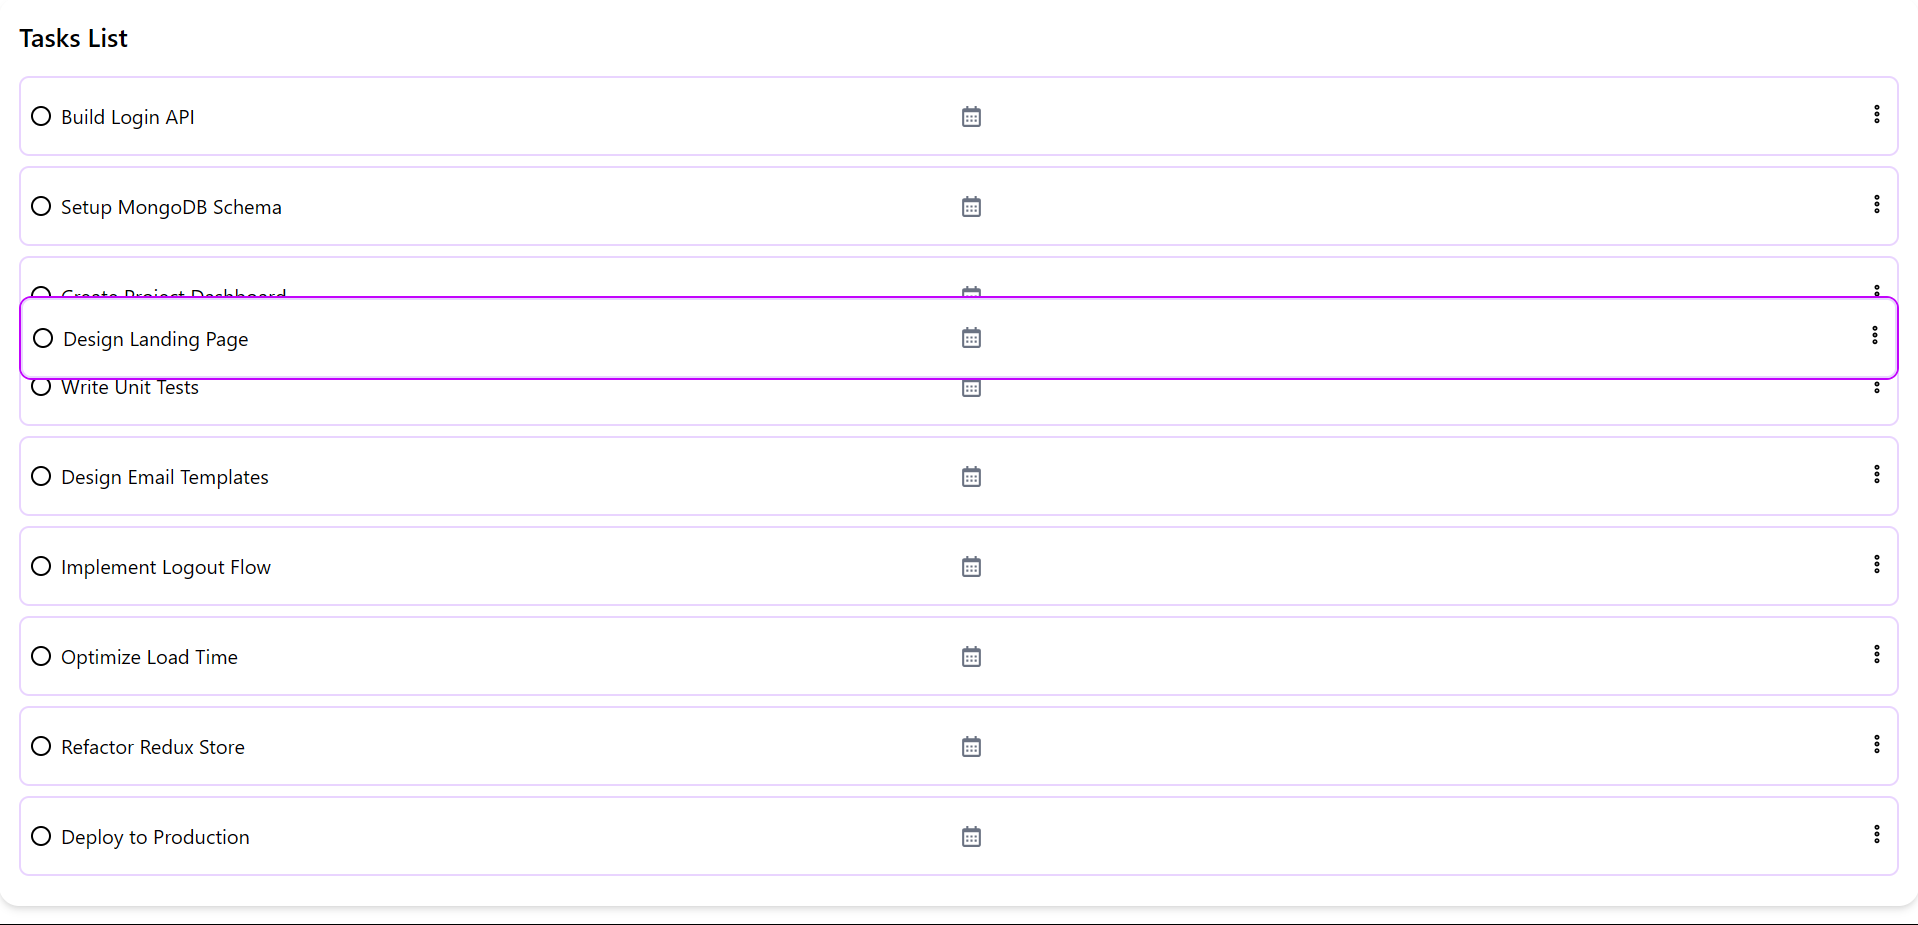 Tasks List
Build Login API
Setup MongoDB Schema
Create Project Dashboard
Design Landing Page
Write Unit Tests
Design Email Templates
Implement Logout Flow
Optimize Load Time
Refactor Redux Store
Deploy to Production